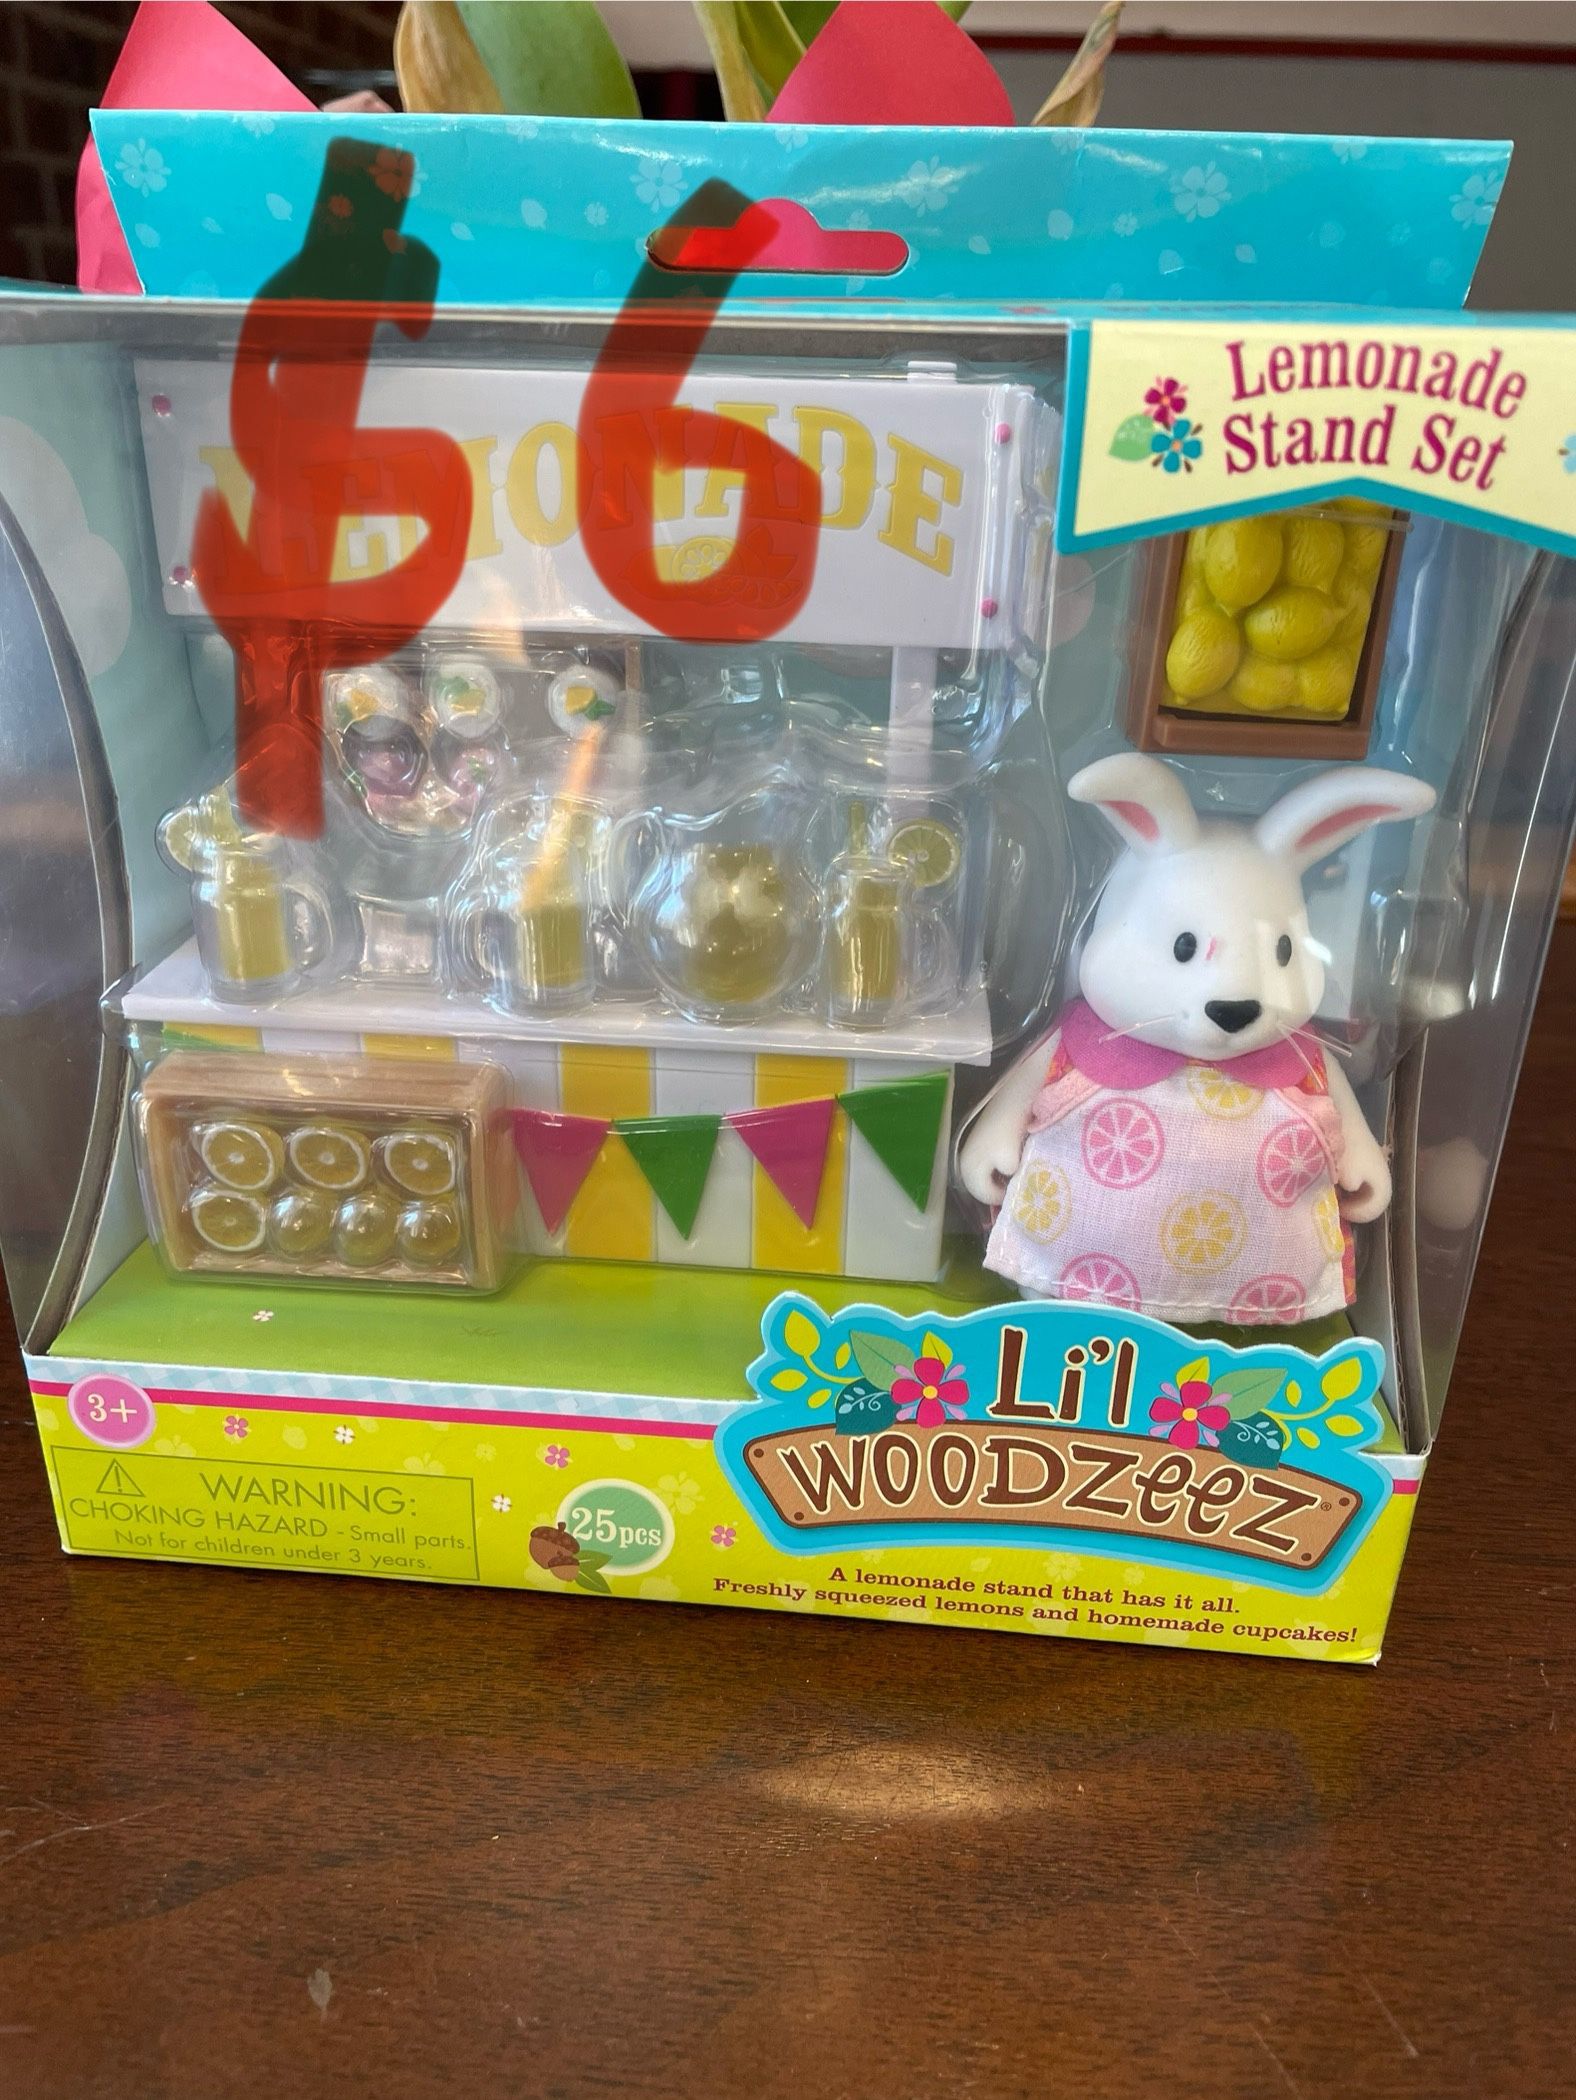 $6
Lemonade
Stand Set
LEMONADE
Li'l
WOODZEEZ®
3+
WARNING:
CHOKING HAZARD - Small parts.
Not for children under 3 years.
25pcs
A lemonade stand that has it all.
Freshly squeezed lemons and homemade cupcakes!